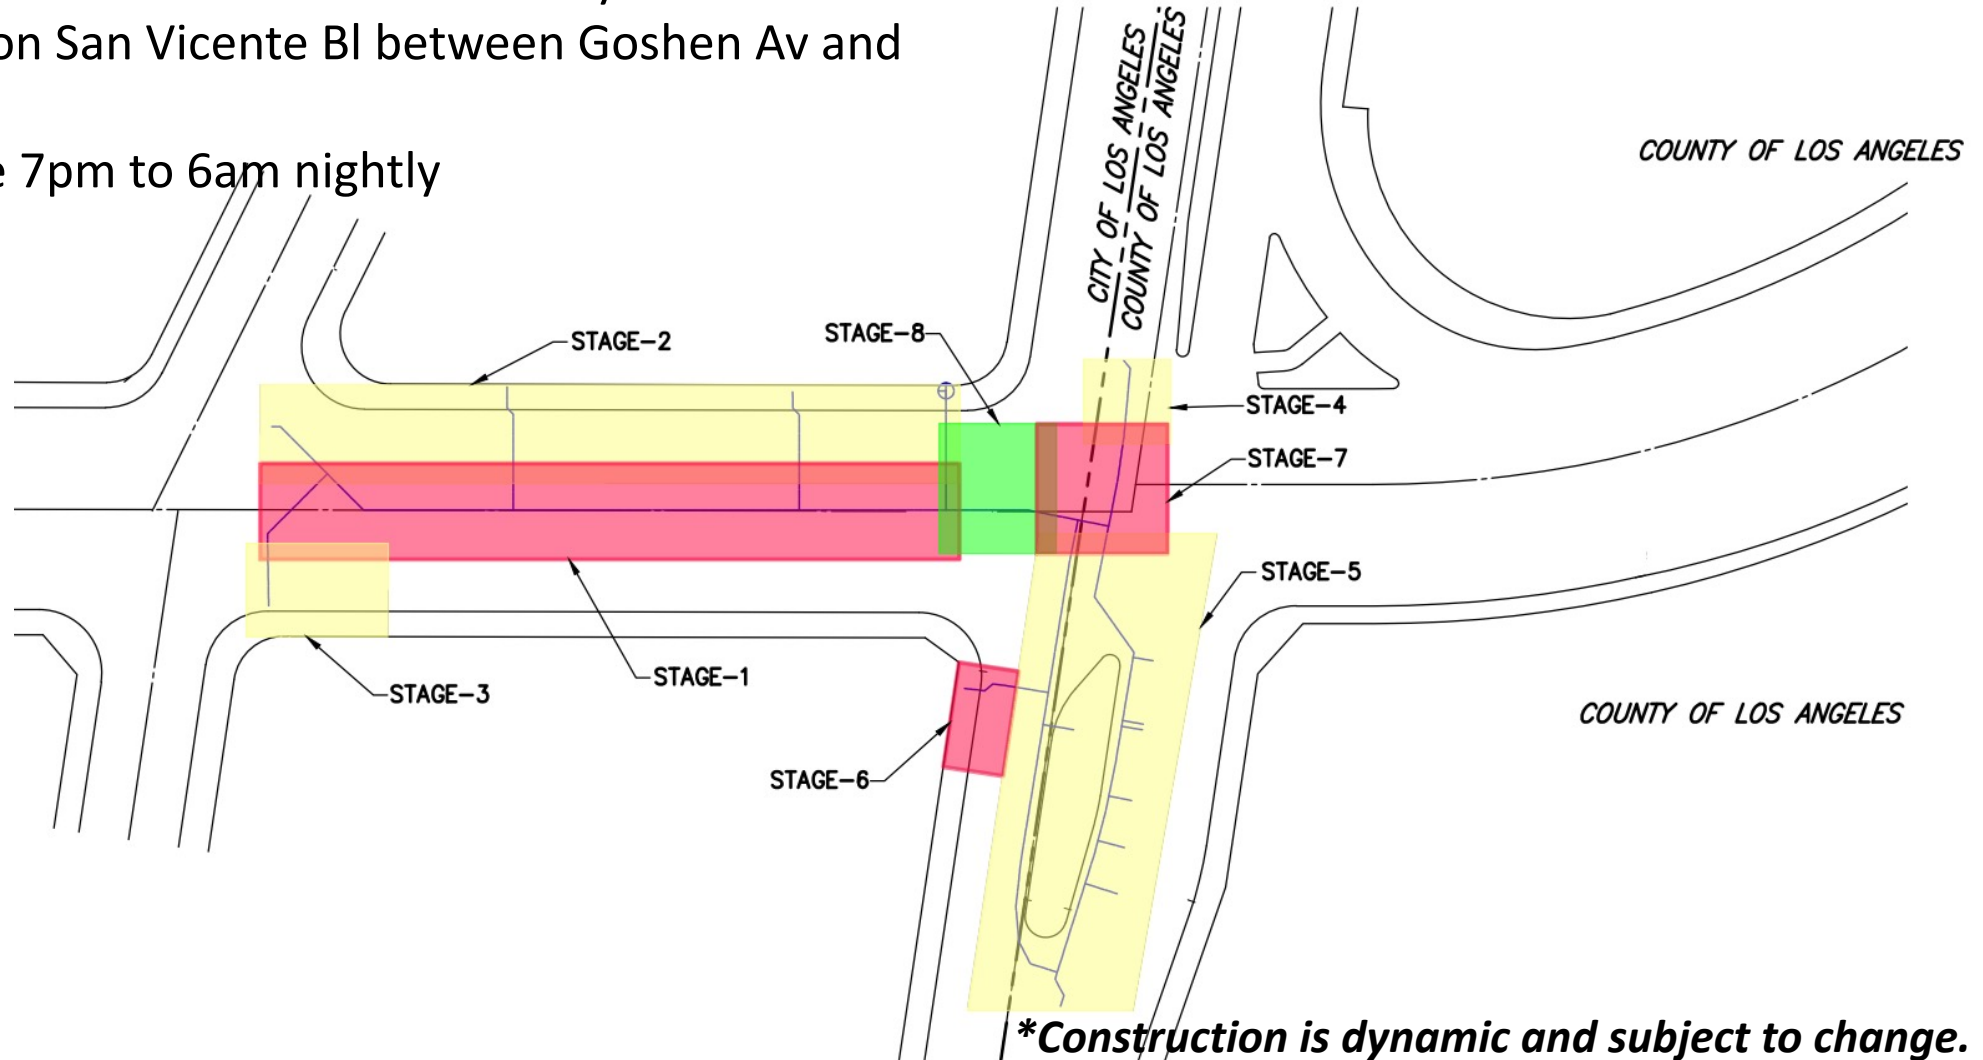 on San Vicente Bl between Goshen Av and
7pm to 6am nightly
CITY OF LOS ANGELES
COUNTY OF LOS ANGELES
COUNTY OF LOS ANGELES
STAGE-2
STAGE-8
STAGE-4
STAGE-7
STAGE-5
STAGE-1
STAGE-3
COUNTY OF LOS ANGELES
STAGE-6
*Construction is dynamic and subject to change.